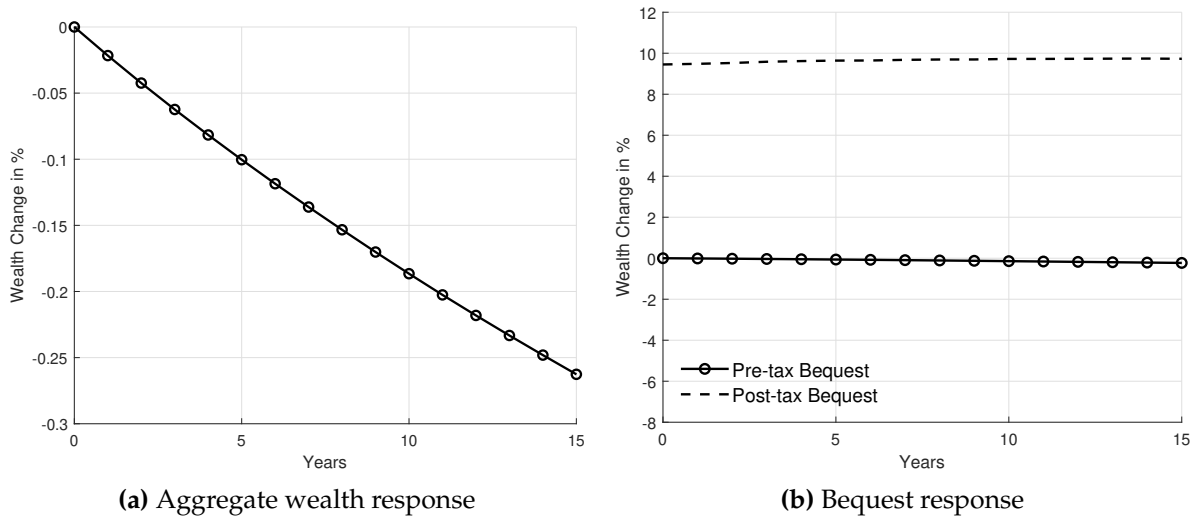 0
-0.05
-0.1
-0.15
-0.2
-0.25
-0.3
Wealth Change in %
0 5 10 15
Years
(a) Aggregate wealth response
12
10
8
6
4
2
0
-2
-4
-6
-8
Wealth Change in %
Pre-tax Bequest
Post-tax Bequest
0 5 10 15
Years
(b) Bequest response